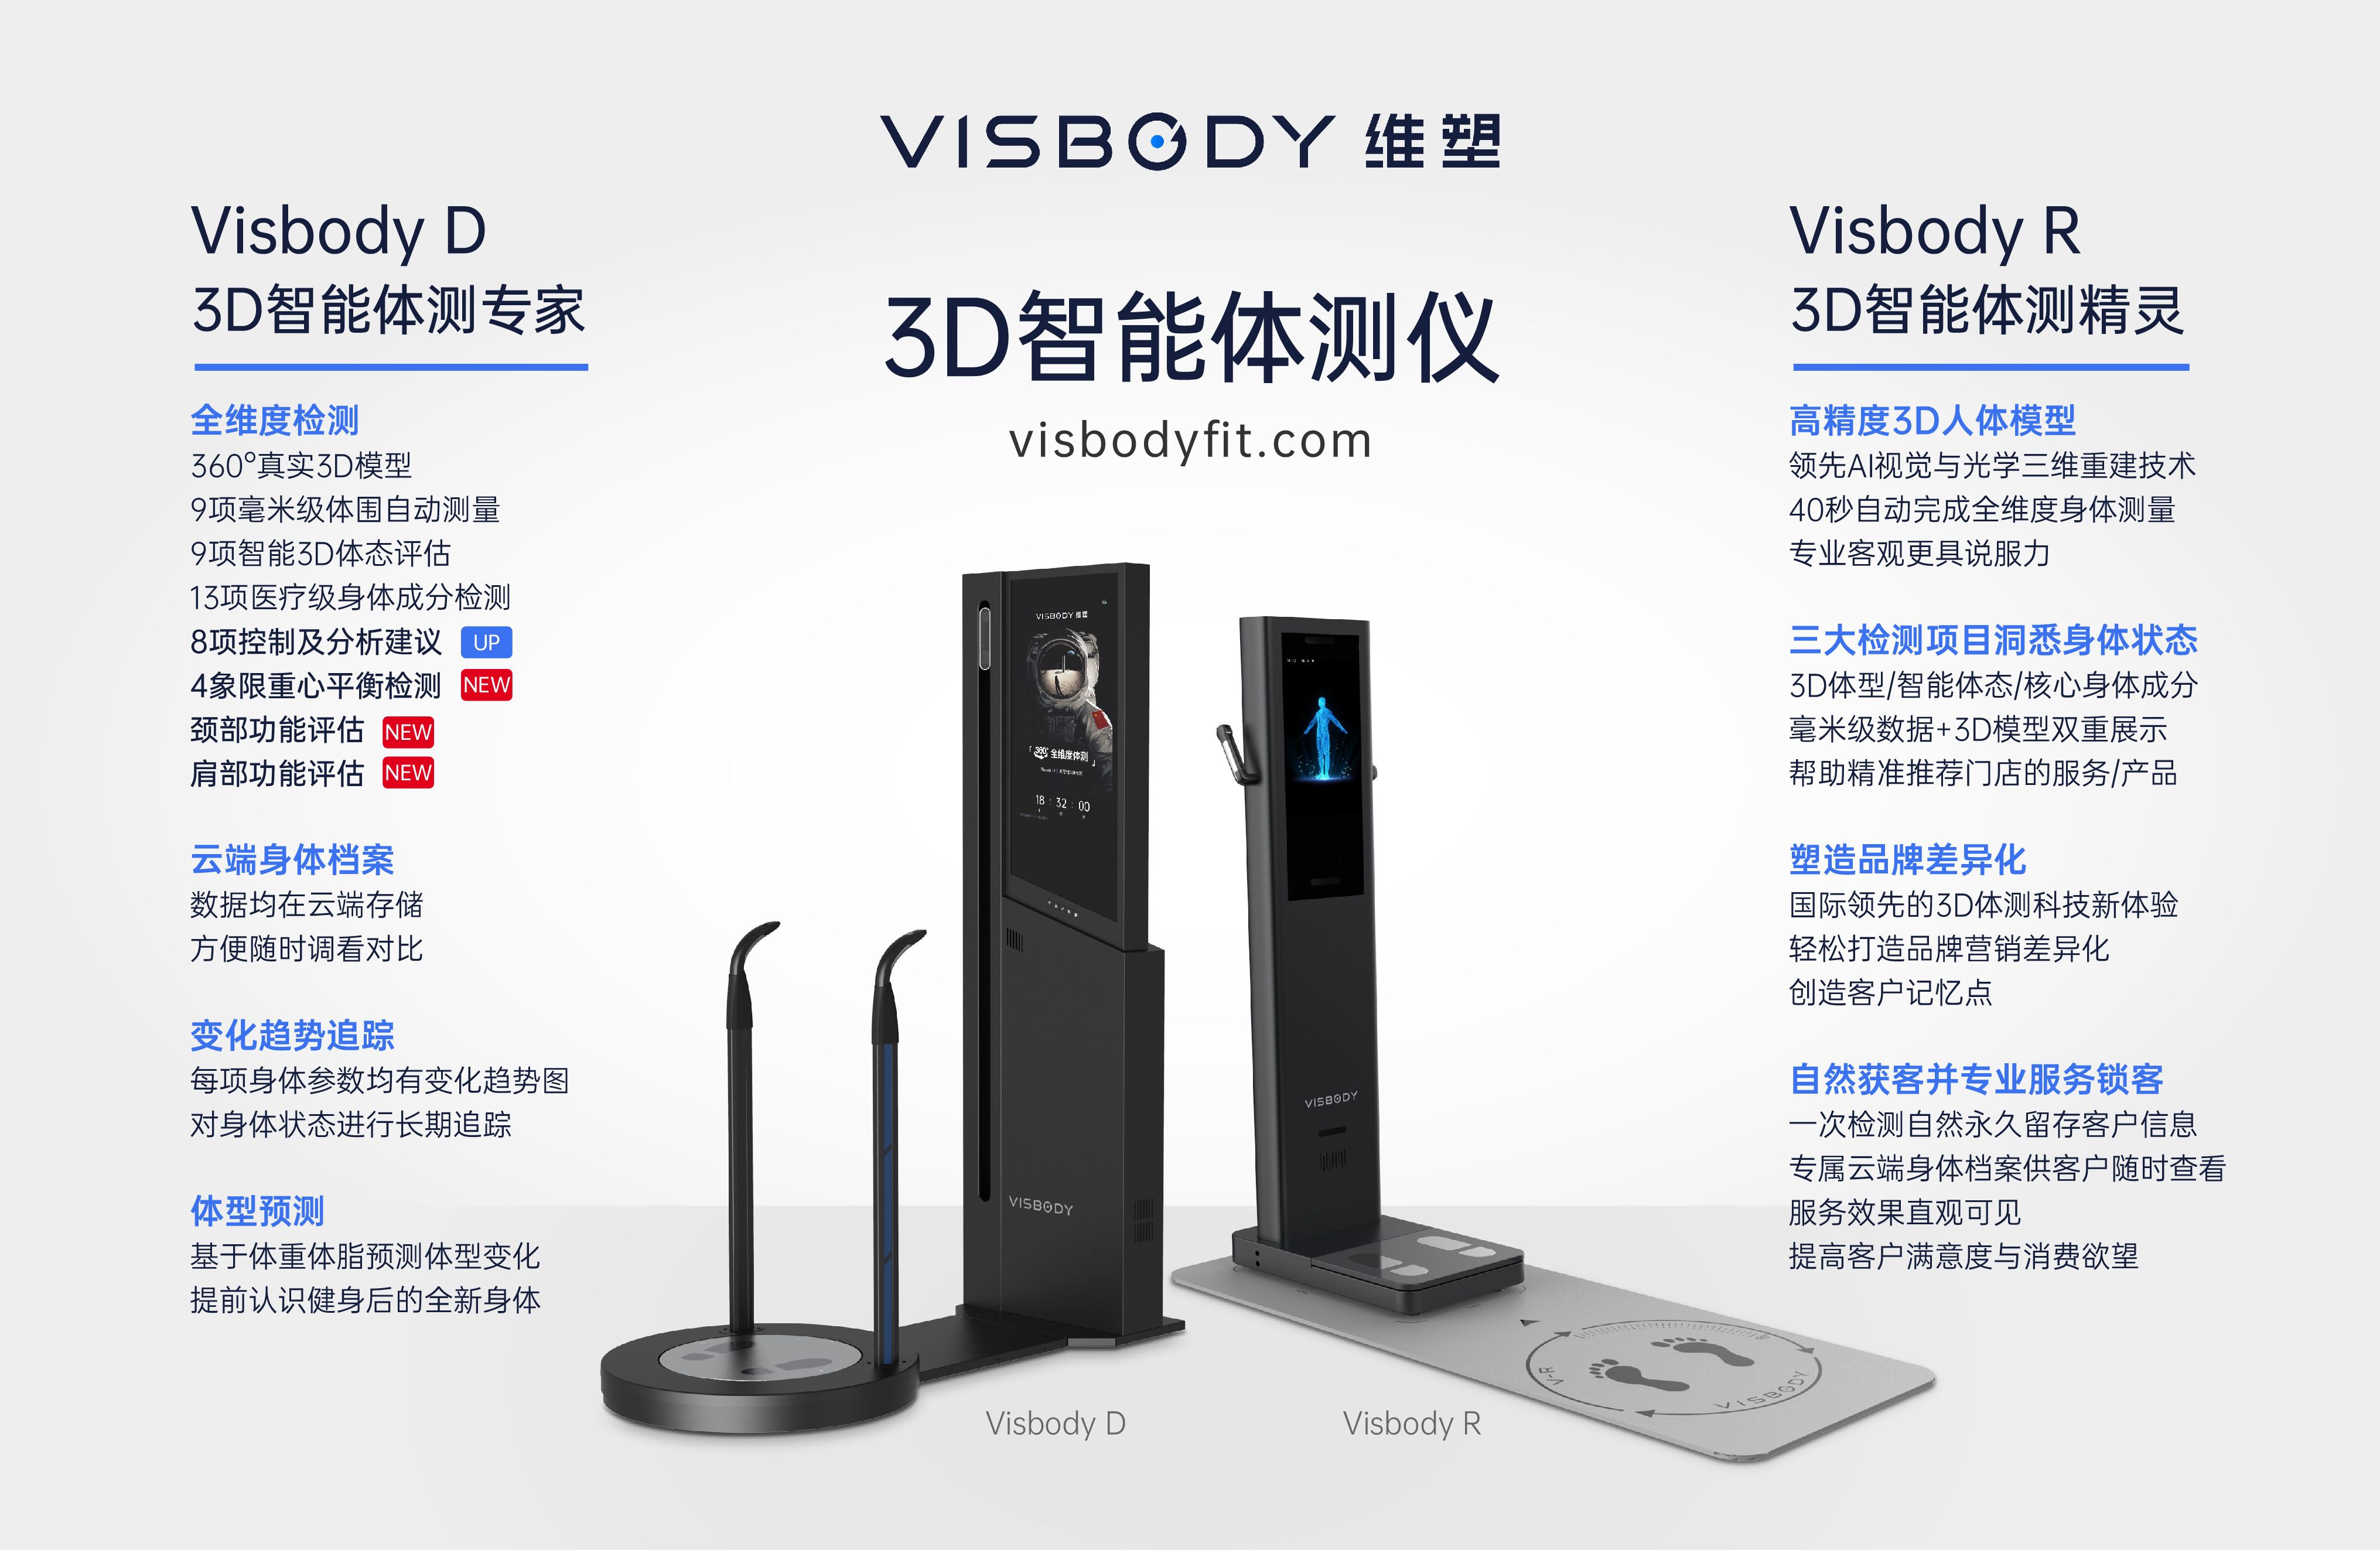 VISBODY 维塑
3D智能体测仪
visbodyfit.com
Visbody D
3D智能体测专家
全维度检测
360°真实3D模型
9项毫米级体围自动测量
9项智能3D体态评估
13项医疗级身体成分检测
8项控制及分析建议 UP
4象限重心平衡检测 NEW
颈部功能评估 NEW
肩部功能评估 NEW
云端身体档案
数据均在云端存储
方便随时调看对比
变化趋势追踪
每项身体参数均有变化趋势图
对身体状态进行长期追踪
体型预测
基于体重体脂预测体型变化
提前认识健身后的全新身体
Visbody R
3D智能体测精灵
高精度3D人体模型
领先AI视觉与光学三维重建技术
40秒自动完成全维度身体测量
专业客观更具说服力
三大检测项目洞悉身体状态
3D体型/智能体态/核心身体成分
毫米级数据+3D模型双重展示
帮助精准推荐门店的服务/产品
塑造品牌差异化
国际领先的3D体测科技新体验
轻松打造品牌营销差异化
创造客户记忆点
自然获客并专业服务锁客
一次检测自然永久留存客户信息
专属云端身体档案供客户随时查看
服务效果直观可见
提高客户满意度与消费欲望
VISBODY 维塑
「360° 全维度体测」
18 : 32 : 00
VISBODY
VISBODY
V-R
VISBODY
Visbody D
Visbody R